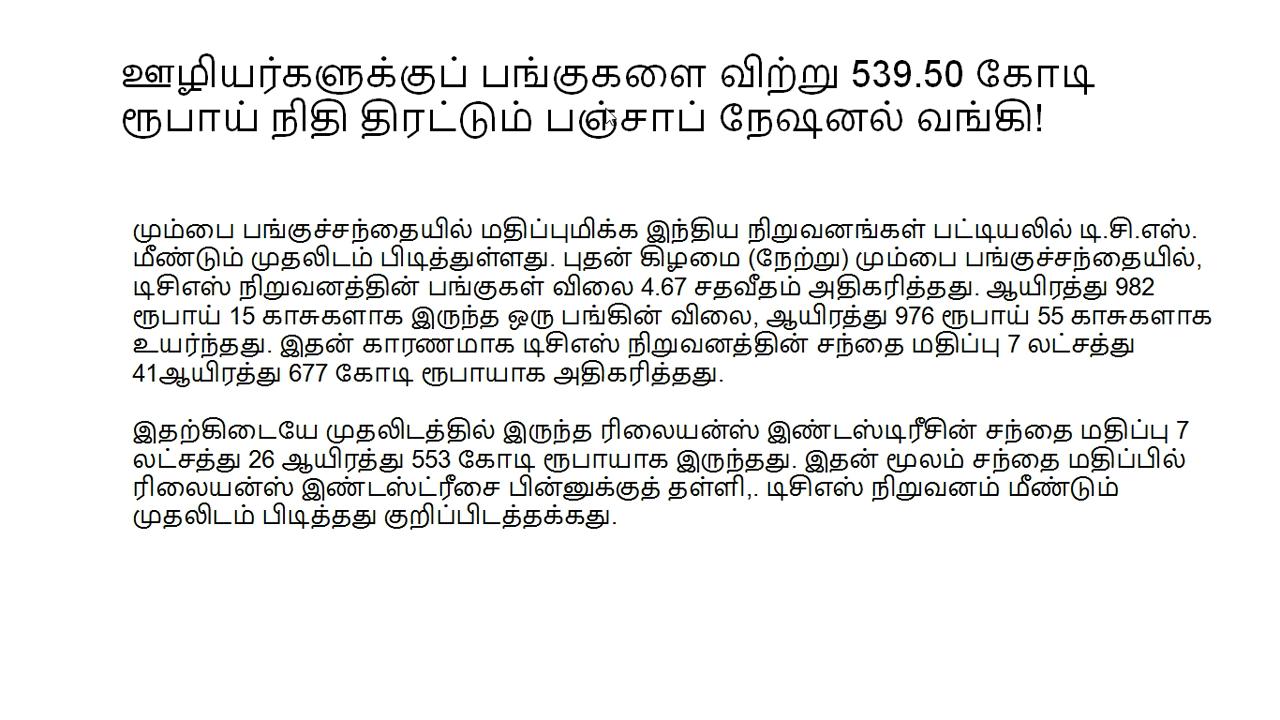 ஊழியர்களுக்குப் பங்குகளை விற்று 539.50 கோடி
ரூபாய் நிதி திரட்டும் பஞ்சாப் நேஷனல் வங்கி!
மும்பை பங்குச்சந்தையில் மதிப்புமிக்க இந்திய நிறுவனங்கள் பட்டியலில் டி.சி.எஸ்.
மீண்டும் முதலிடம் பிடித்துள்ளது. புதன் கிழமை (நேற்று) மும்பை பங்குச்சந்தையில்,
டிசிஎஸ் நிறுவனத்தின் பங்குகள் விலை 4.67 சதவீதம் அதிகரித்தது. ஆயிரத்து 982
ரூபாய் 15 காசுகளாக இருந்த ஒரு பங்கின் விலை, ஆயிரத்து 976 ரூபாய் 55 காசுகளாக
உயர்ந்தது. இதன் காரணமாக டிசிஎஸ் நிறுவனத்தின் சந்தை மதிப்பு 7 லட்சத்து
41ஆயிரத்து 677 கோடி ரூபாயாக அதிகரித்தது.
இதற்கிடையே முதலிடத்தில் இருந்த ரிலையன்ஸ் இண்டஸ்டிரீசின் சந்தை மதிப்பு 7
லட்சத்து 26 ஆயிரத்து 553 கோடி ரூபாயாக இருந்தது. இதன் மூலம் சந்தை மதிப்பில்
ரிலையன்ஸ் இண்டஸ்ட்ரீசை பின்னுக்குத் தள்ளி,. டிசிஎஸ் நிறுவனம் மீண்டும்
முதலிடம் பிடித்தது குறிப்பிடத்தக்கது.